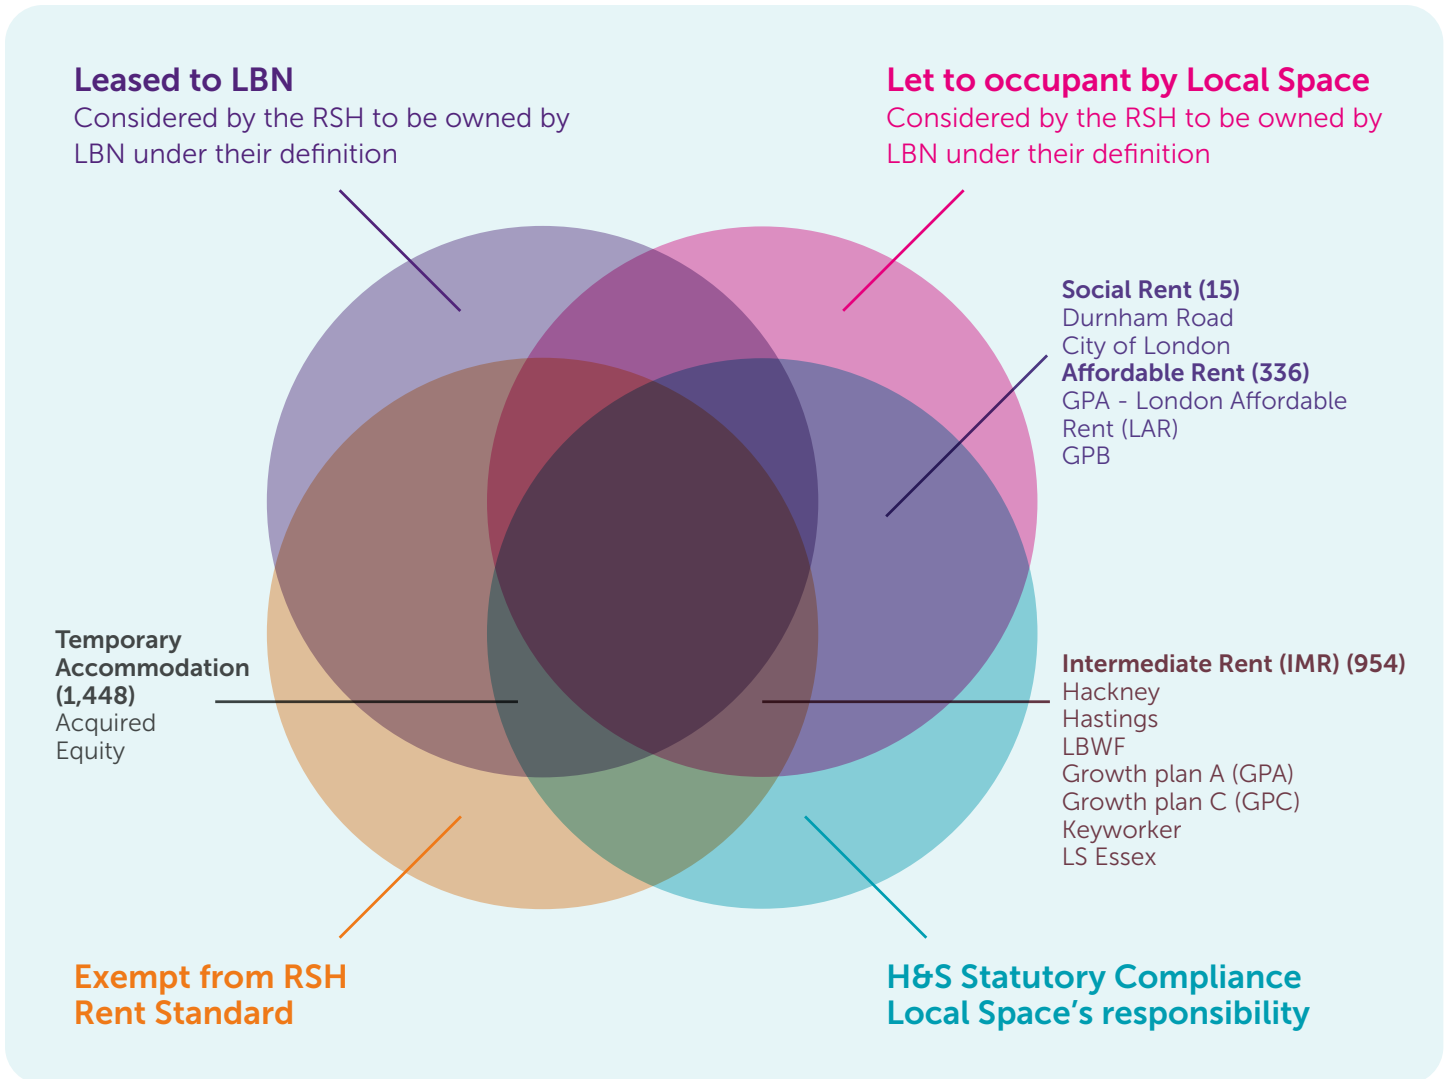 Leased to LBN
Considered by the RSH to be owned by
LBN under their definition
Let to occupant by Local Space
Considered by the RSH to be owned by
LBN under their definition
Social Rent (15)
Durnham Road
City of London
Affordable Rent (336)
GPA - London Affordable
Rent (LAR)
GPB
Temporary
Accommodation
(1,448)
Acquired
Equity
Intermediate Rent (IMR) (954)
Hackney
Hastings
LBWF
Growth plan A (GPA)
Growth plan C (GPC)
Keyworker
LS Essex
Exempt from RSH
Rent Standard
H&S Statutory Compliance
Local Space’s responsibility